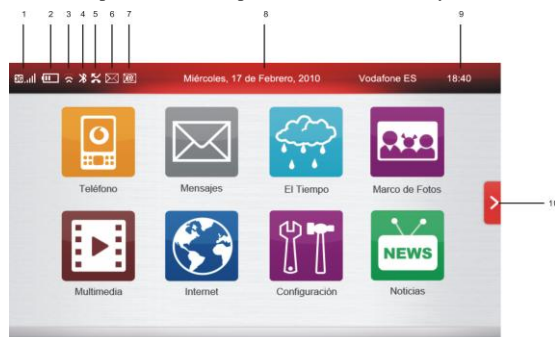 1 2 3 4 5 6 7 8 9
3G Miércoles, 17 de Febrero, 2010 Vodafone ES 18:40
Teléfono Mensajes El Tiempo Marco de Fotos
10
NEWS
Multimedia Internet Configuración Noticias